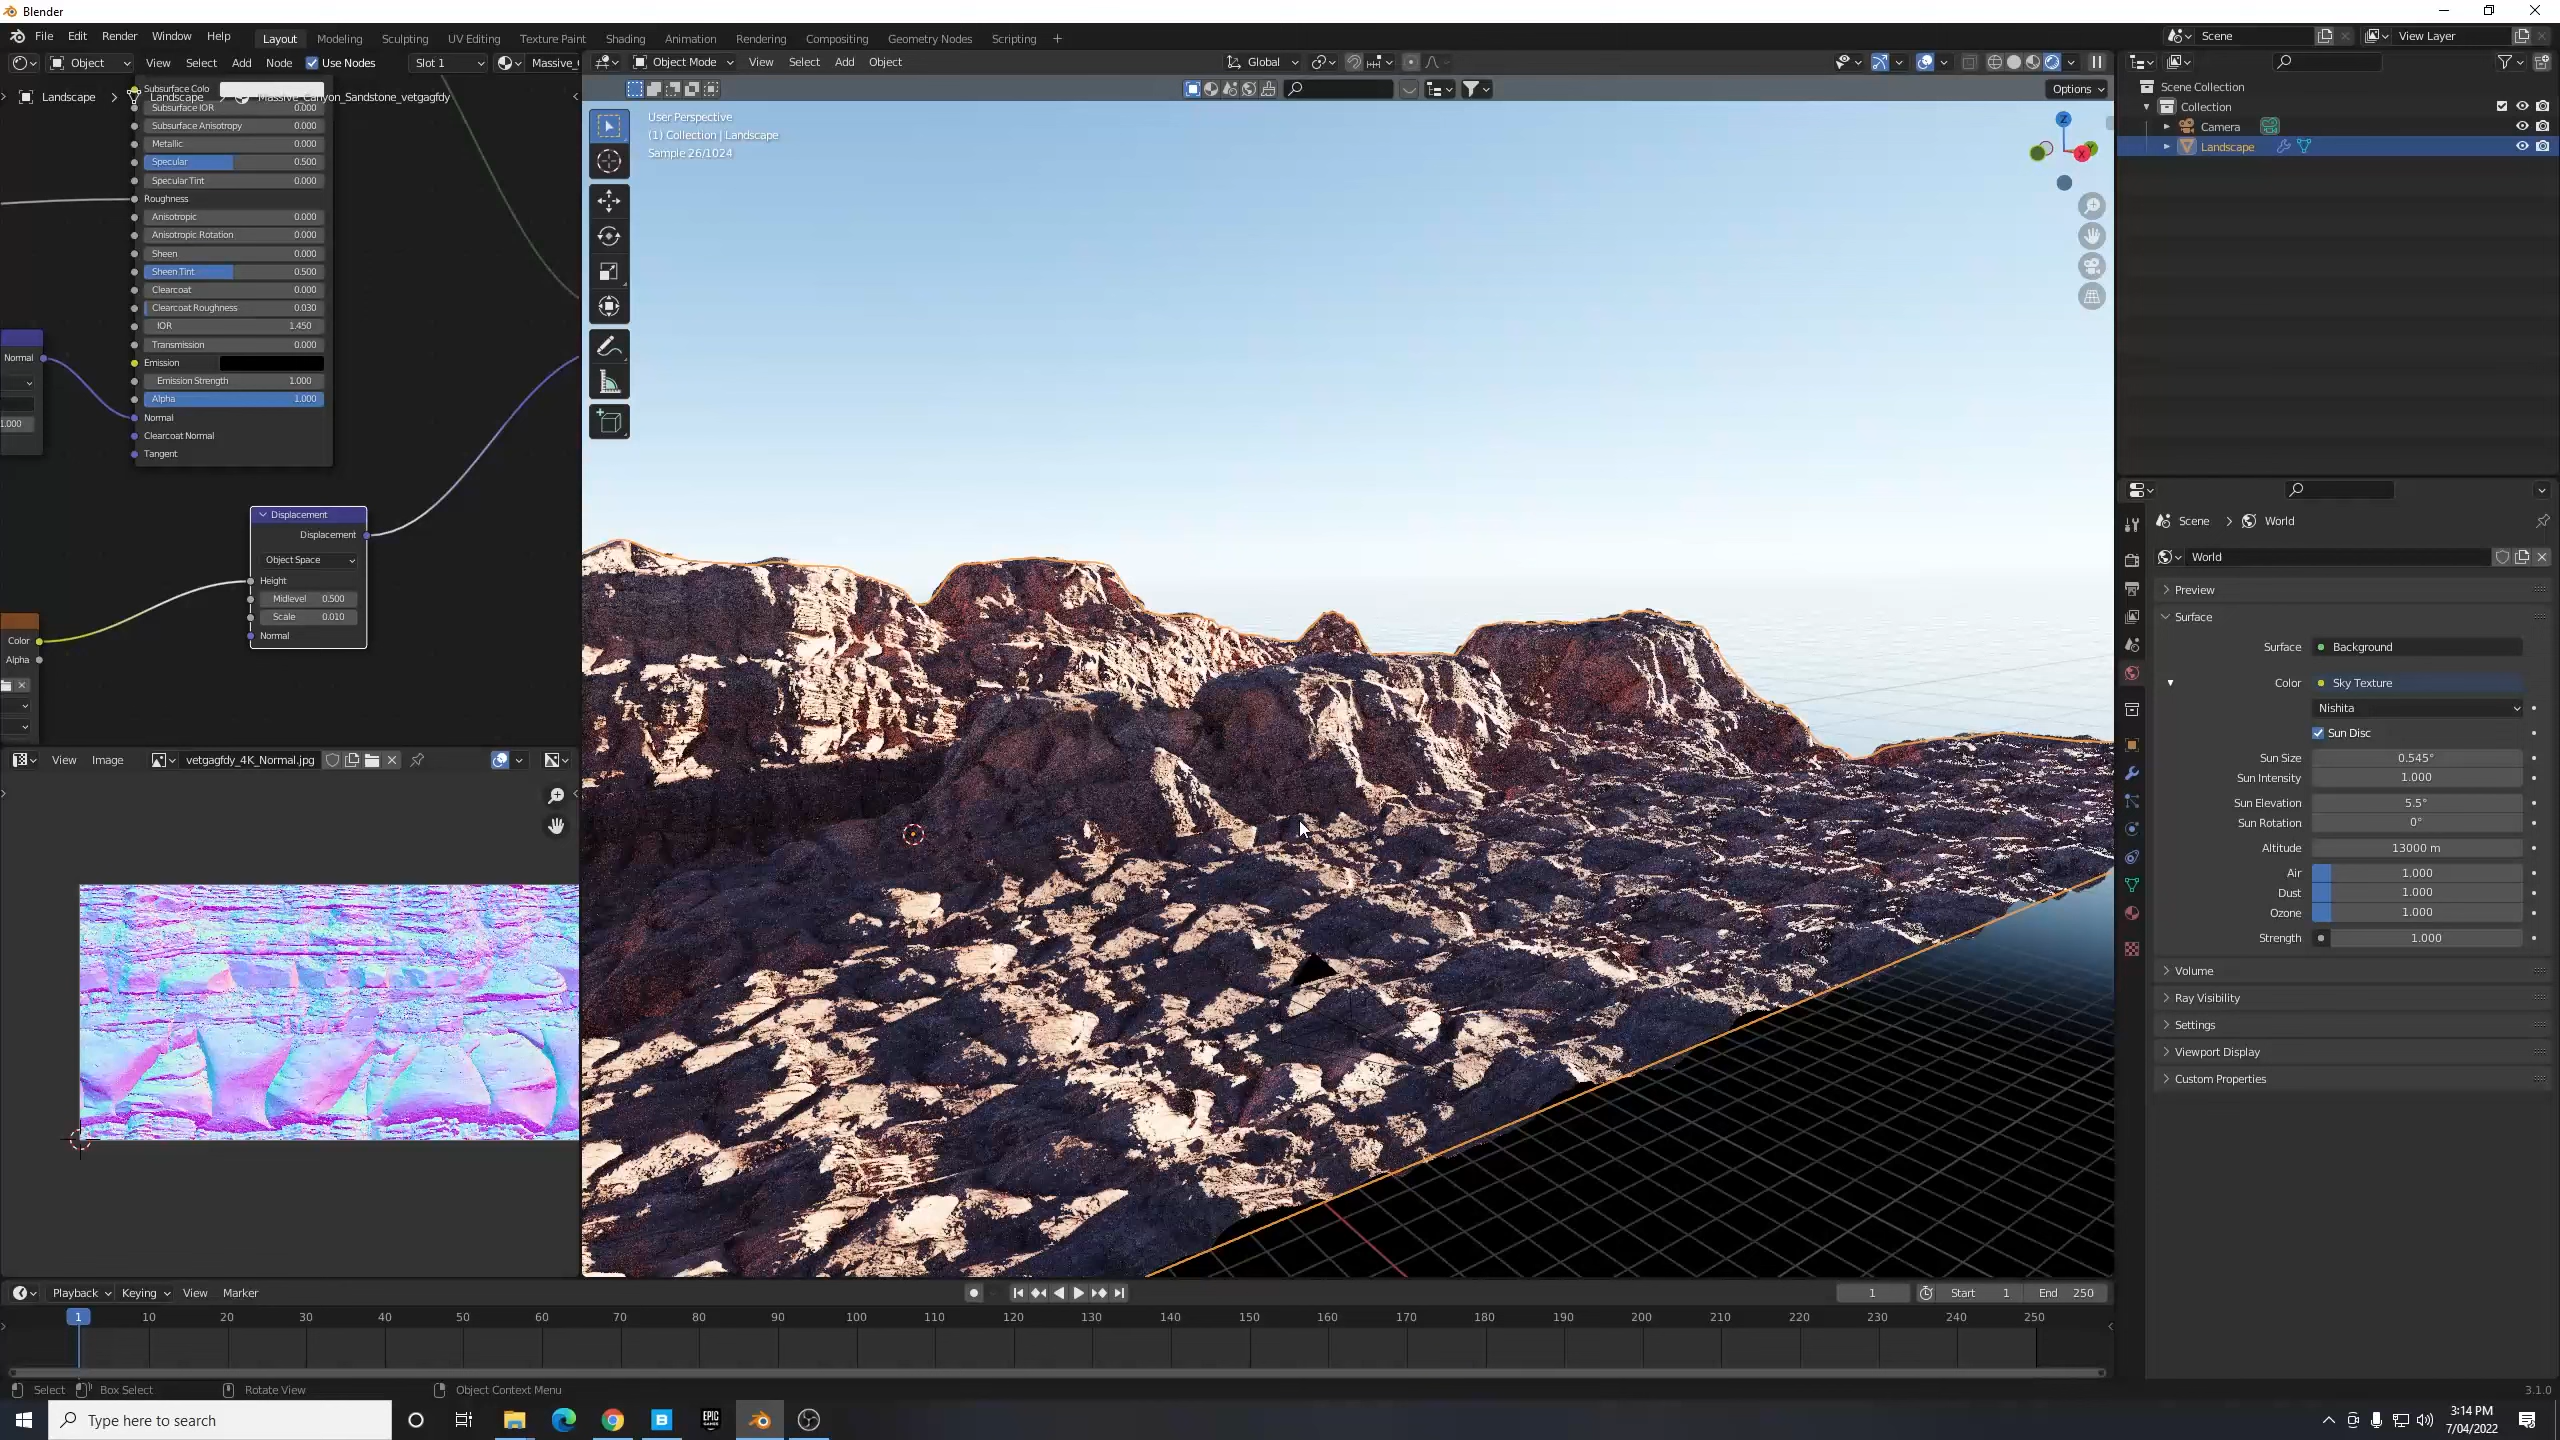 Blender
File Edit Render Window Help
Layout Modeling Sculpting UV Editing Texture Paint Shading Animation Rendering Compositing Geometry Nodes Scripting +
Scene
View Layer
Object View Select Add Node Use Nodes Slot 1
Object Mode View Select Add Object
Global
Options
Landscape > Landscape > Massive_Canyon_Sandstone_vetgagfdy
Subsurface Colo
Subsurface IOR 0.000
Subsurface Anisotropy 0.000
Metallic 0.000
Specular 0.500
Specular Tint 0.000
Roughness
Anisotropic 0.000
Anisotropic Rotation 0.000
Sheen 0.000
Sheen Tint 0.500
Clearcoat 0.000
Clearcoat Roughness 0.030
IOR 1.450
Transmission 0.000
Emission
Emission Strength 1.000
Alpha 1.000
Normal
Clearcoat Normal
Tangent
Normal
1.000
Displacement
Displacement
Object Space
Height
Midlevel 0.500
Scale 0.010
Normal
Color
Alpha
View Image vetgagfdy_4K_Normal.jpg
User Perspective
(1) Collection | Landscape
Sample 26/1024
Z
Y
X
Scene Collection
Collection
Camera
Landscape
Scene > World
World
Preview
Surface
Surface Background
Color Sky Texture
Nishita
Sun Disc
Sun Size 0.545°
Sun Intensity 1.000
Sun Elevation 5.5°
Sun Rotation 0°
Altitude 13000 m
Air 1.000
Dust 1.000
Ozone 1.000
Strength 1.000
Volume
Ray Visibility
Settings
Viewport Display
Custom Properties
Playback Keying View Marker
1 Start 1 End 250
1 10 20 30 40 50 60 70 80 90 100 110 120 130 140 150 160 170 180 190 200 210 220 230 240 250
Select Box Select Rotate View Object Context Menu
3.1.0
Type here to search
EPIC GAMES
3:14 PM
7/04/2022